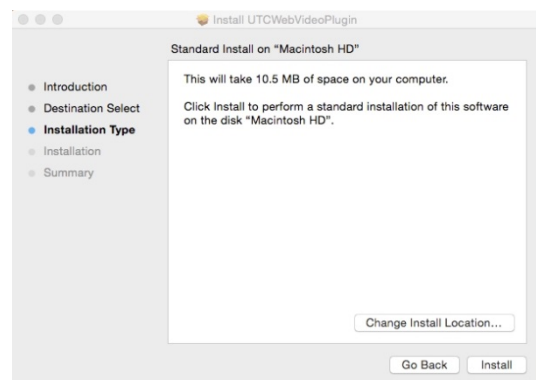 Install UTCWebVideoPlugin
Standard Install on “Macintosh HD”
Introduction
Destination Select
Installation Type
Installation
Summary
This will take 10.5 MB of space on your computer.
Click Install to perform a standard installation of this software
on the disk “Macintosh HD”.
Change Install Location...
Go Back
Install